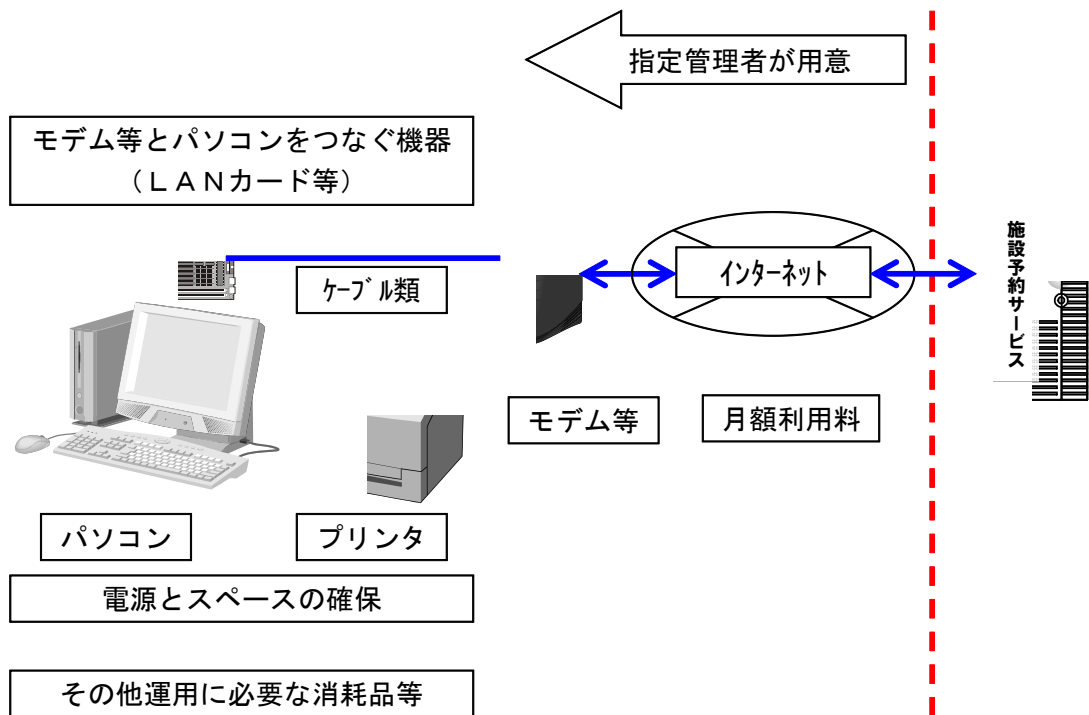 指定管理者が用意
モデム等とパソコンをつなぐ機器
（ＬＡＮカード等）
施設予約サービス
インターネット
ケーブル類
モデム等
月額利用料
パソコン
プリンタ
電源とスペースの確保
その他運用に必要な消耗品等